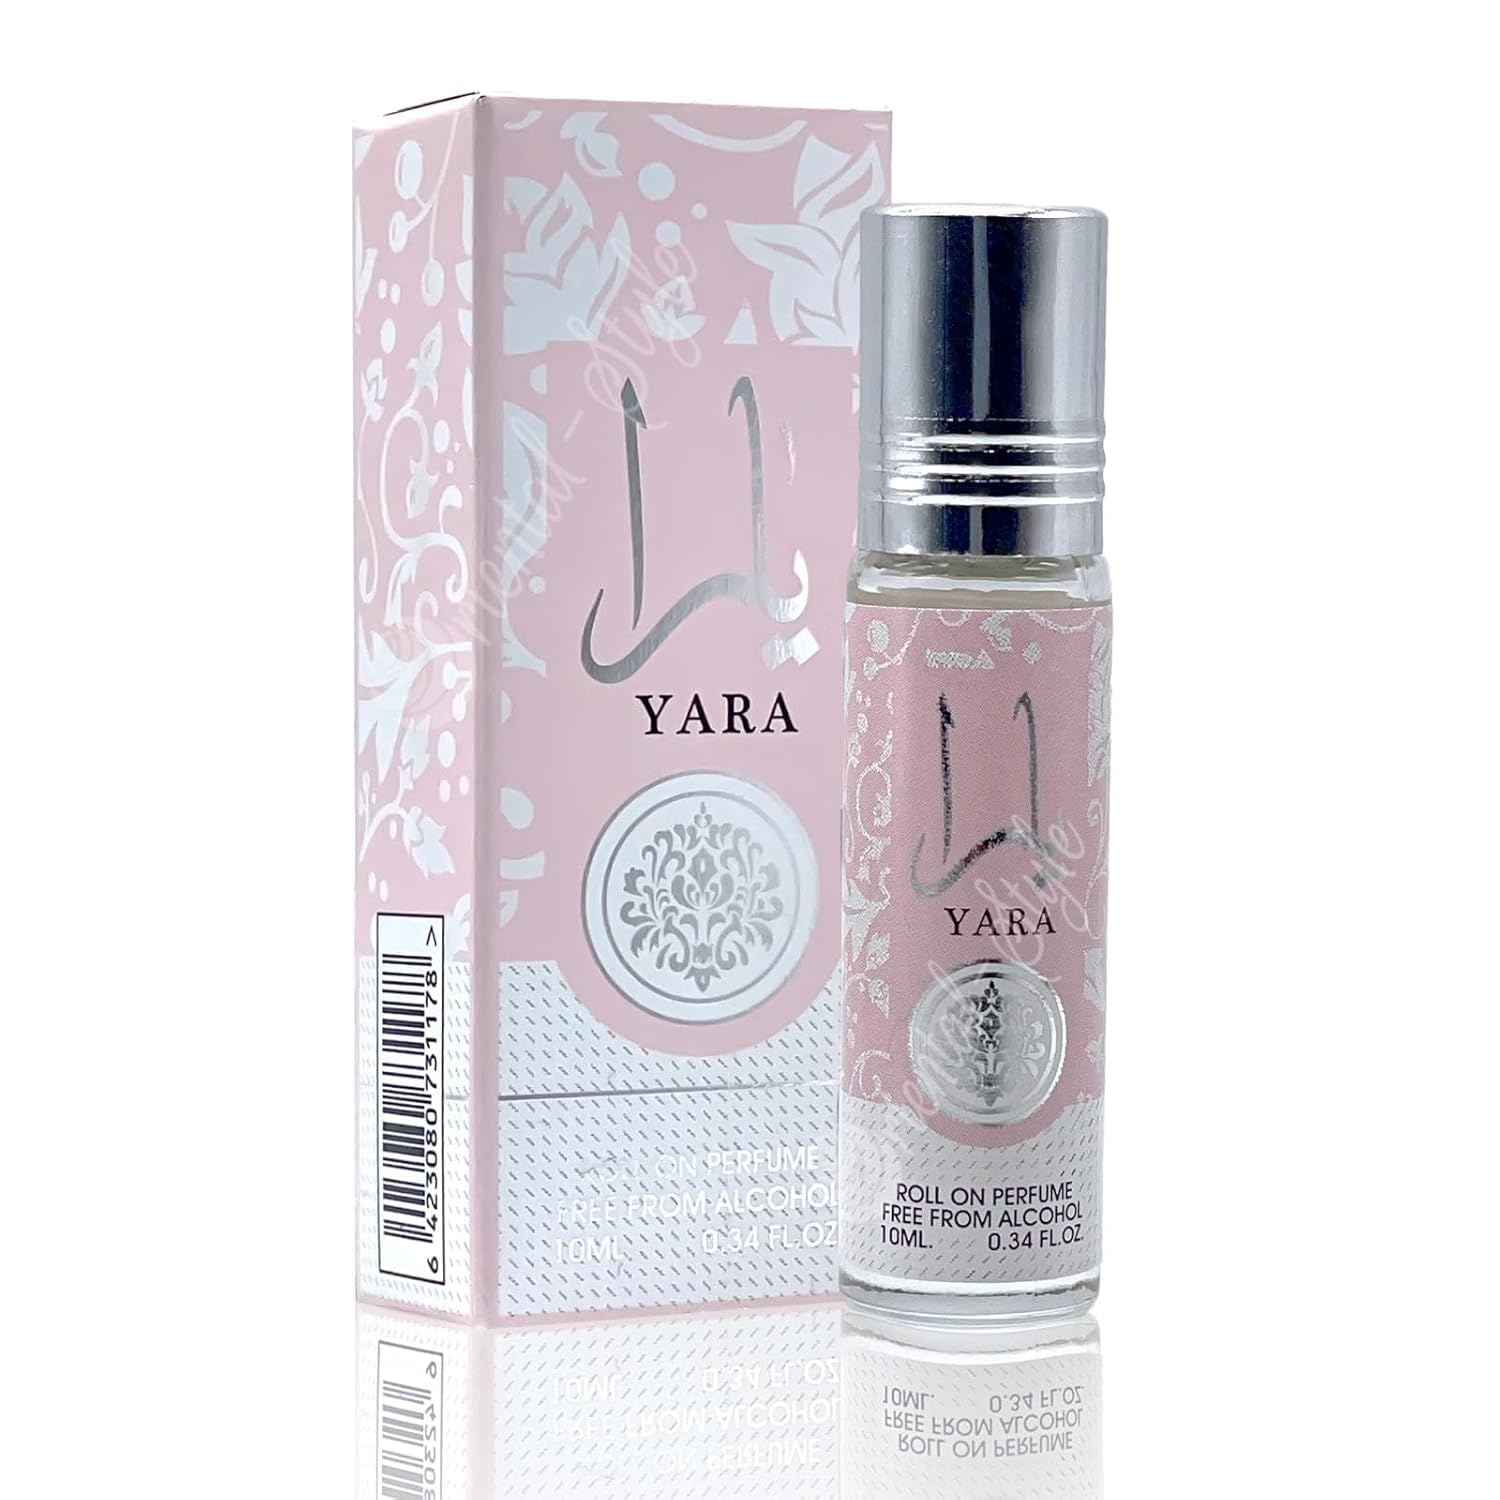 يارا
YARA
ROLL ON PERFUME
FREE FROM ALCOHOL
10ML. 0.34 FL.OZ
6 423080 731178 >
يارا
YARA
ROLL ON PERFUME
FREE FROM ALCOHOL
10ML. 0.34 FL.OZ.